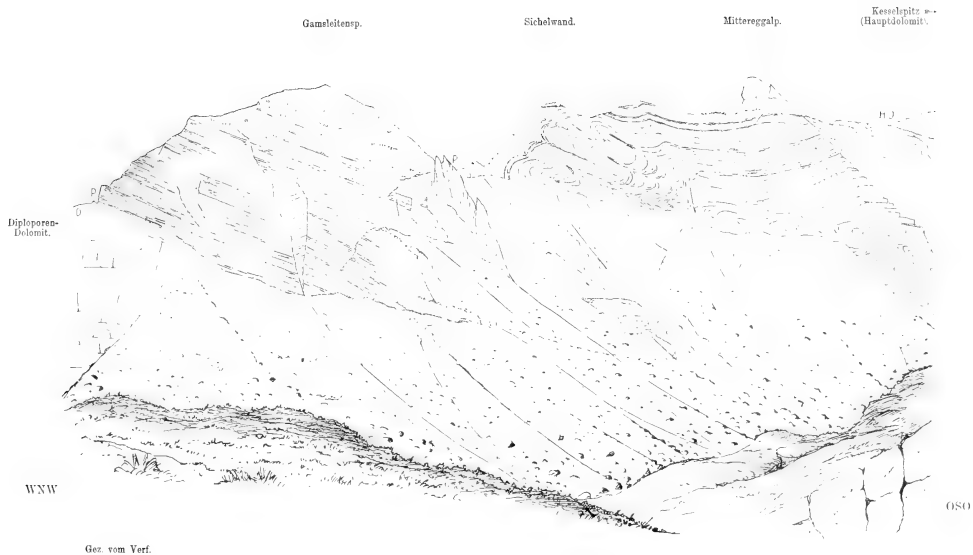 Kesselspitz
Gamsleitensp. Sichelwand. Mittereggalp. (Hauptdolomit).
H D
P
P
D
Diploporen-
Dolomit.
WNW
OSO
Gez. vom Verf.